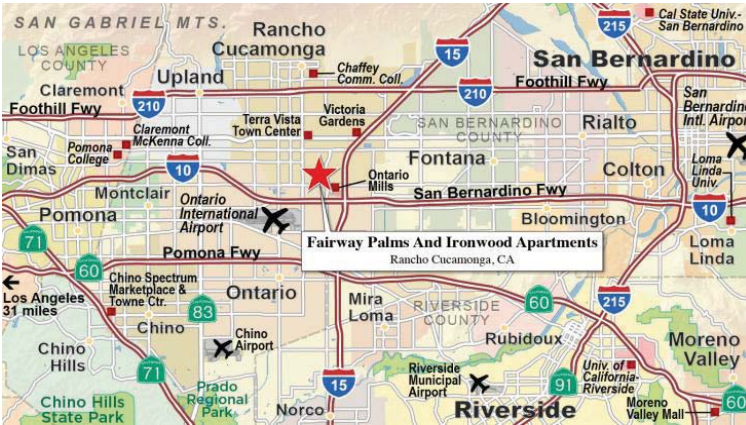 SAN GABRIEL MTS.
Rancho
Cucamonga
15
215
Cal State Univ.-
San Bernardino
LOS ANGELES
COUNTY
Chaffey
Comm. Coll.
San Bernardino
Claremont
Upland
Foothill Fwy
210
210
Foothill Fwy
San
Bernardino
Intl. Airport
Terra Vista
Town Center
Victoria
Gardens
SAN BERNARDINO
COUNTY
Rialto
Claremont
McKenna Coll.
Pomona
College
San
Dimas
10
Fontana
Ontario
Mills
Colton
Loma
Linda
Univ.
Montclair
San Bernardino Fwy
10
Pomona
Ontario
International
Airport
Bloomington
71
Pomona Fwy
Fairway Palms And Ironwood Apartments
Rancho Cucamonga, CA
Loma
Linda
60
Los Angeles
31 miles
Chino Spectrum
Marketplace &
Towne Ctr.
Ontario
83
Mira
Loma
RIVERSIDE
COUNTY
60
215
Chino
Chino
Airport
Rubidoux
Moreno
Valley
Chino
Hills
71
15
Riverside
Municipal
Airport
91
Univ. of
California-
Riverside
60
Prado
Regional
Park
Chino Hills
State Park
Norco
Riverside
Moreno
Valley Mall